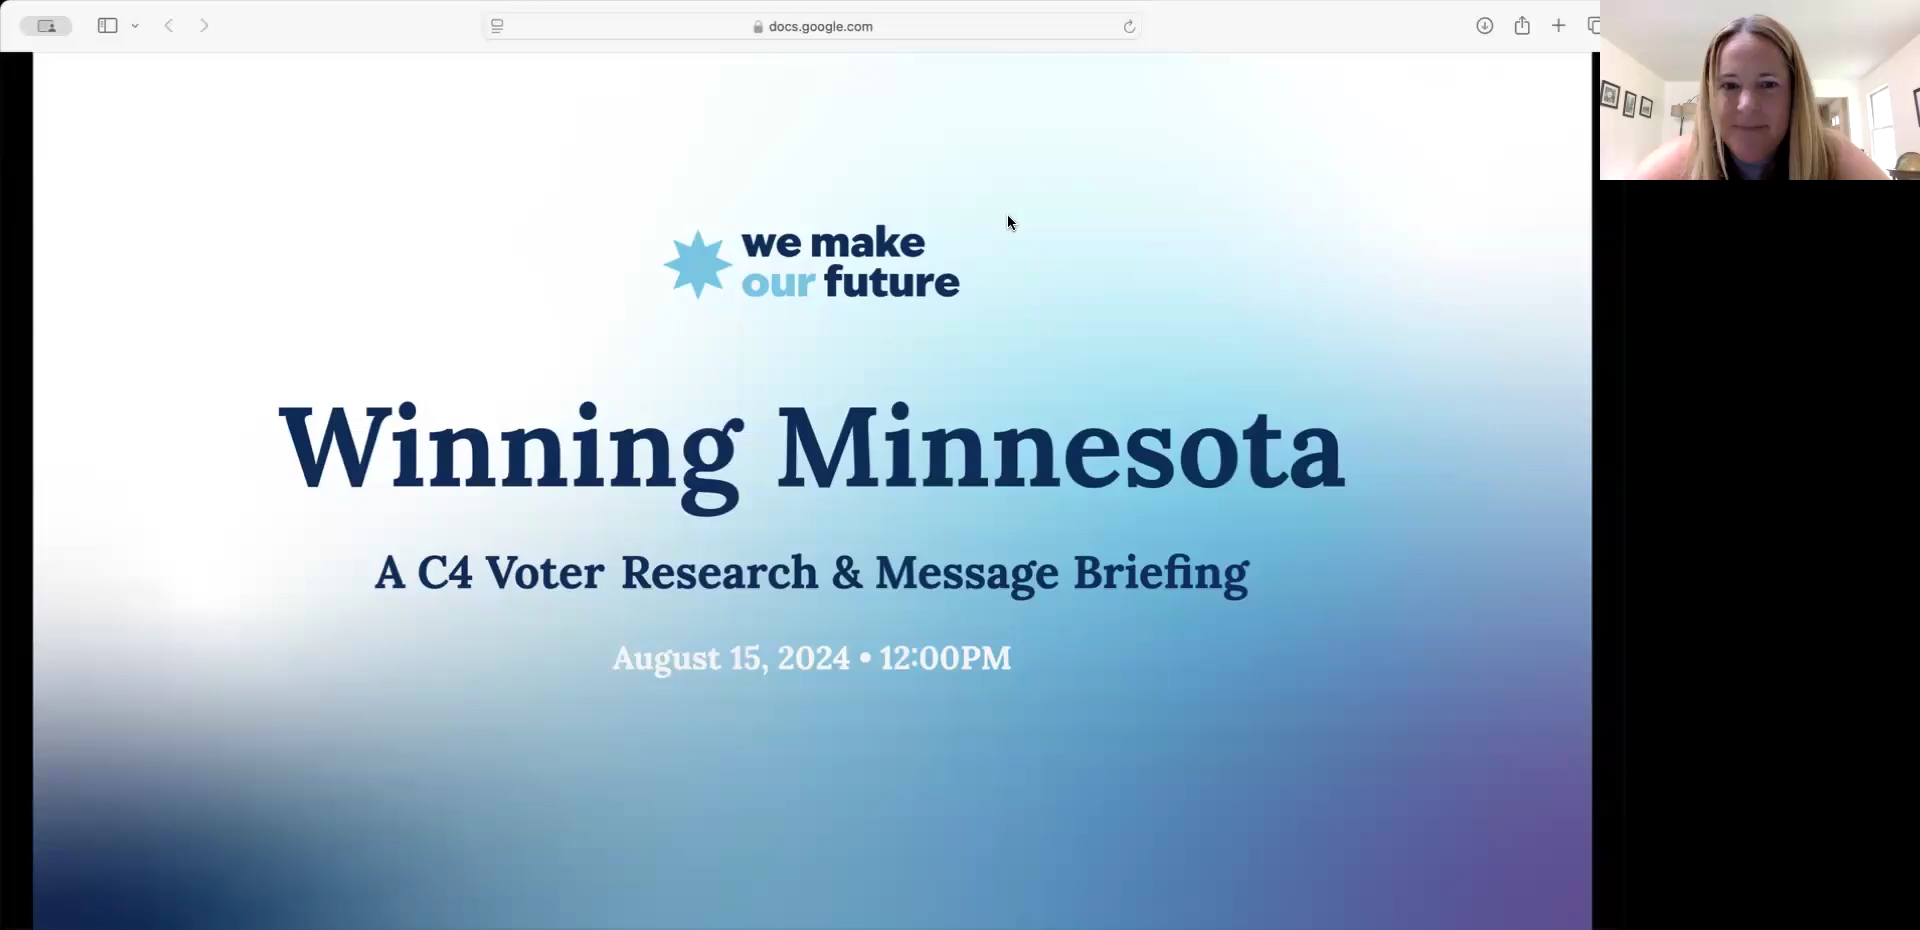 docs.google.com
we make
our future
Winning Minnesota
A C4 Voter Research & Message Briefing
August 15, 2024 • 12:00PM